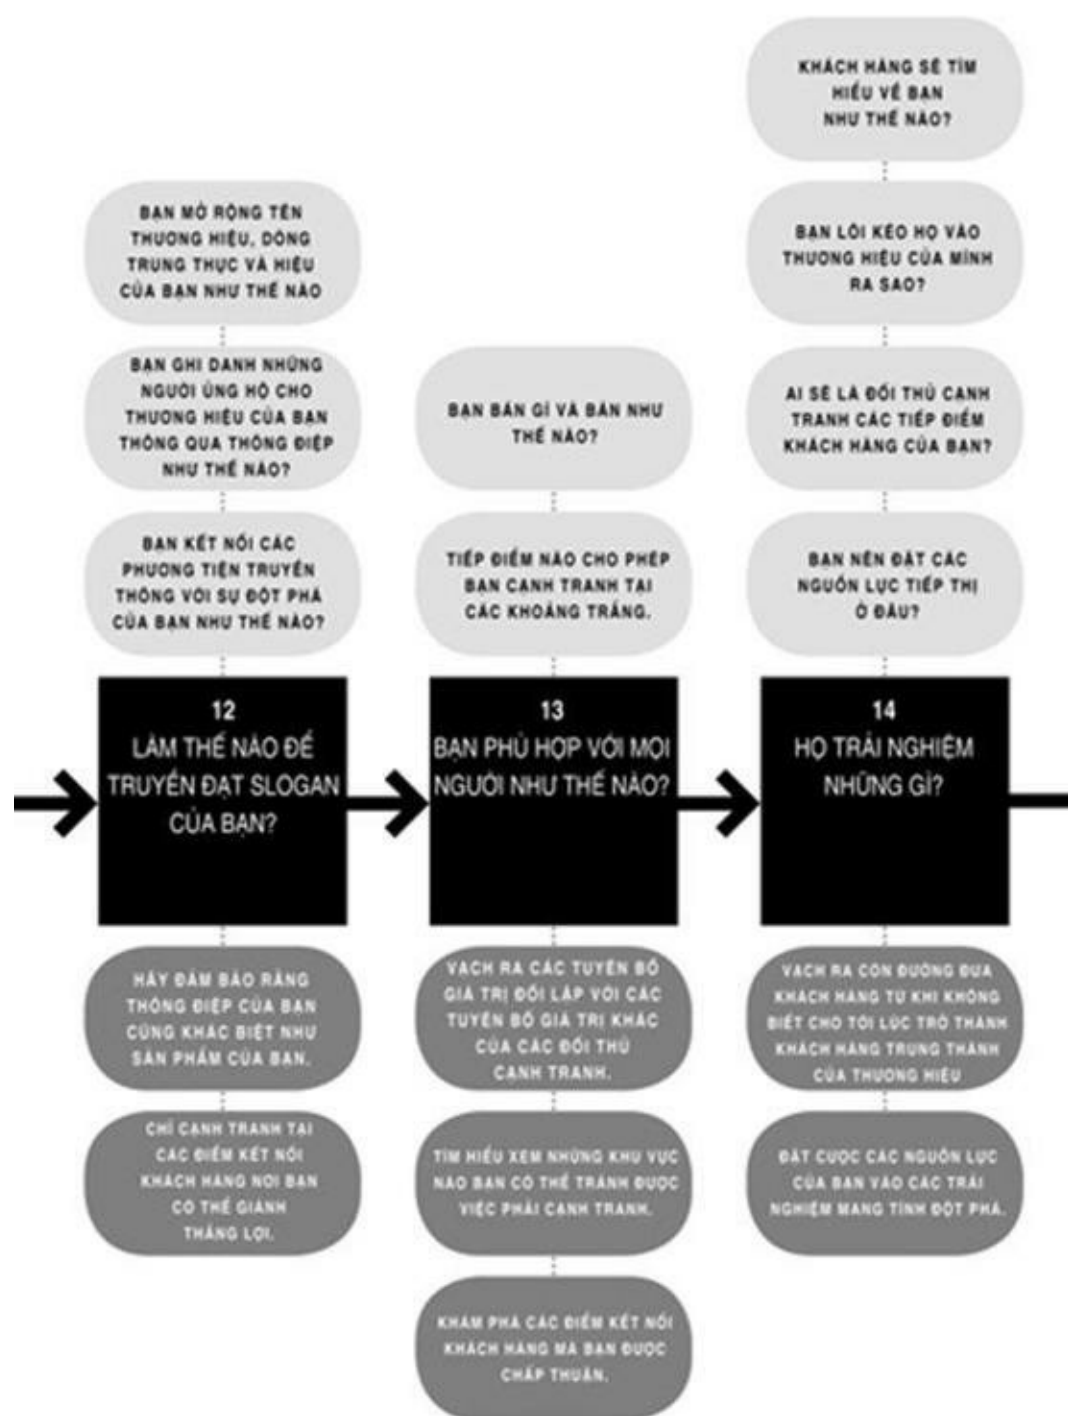 BẠN MỞ RỘNG TÊN
THƯƠNG HIỆU, DÒNG
TRUNG THỰC VÀ HIỆU
CỦA BẠN NHƯ THẾ NÀO
BẠN GHI DANH NHỮNG
NGƯỜI ỦNG HỘ CHO
THƯƠNG HIỆU CỦA BẠN
THÔNG QUA THÔNG ĐIỆP
NHƯ THẾ NÀO?
BẠN KẾT NỐI CÁC
PHƯƠNG TIỆN TRUYỀN
THÔNG VỚI SỰ ĐỘT PHÁ
CỦA BẠN NHƯ THẾ NÀO?
12
LÀM THẾ NÀO ĐỂ
TRUYỀN ĐẠT SLOGAN
CỦA BẠN?
HÃY ĐẢM BẢO RẰNG
THÔNG ĐIỆP CỦA BẠN
CŨNG KHÁC BIỆT NHƯ
SẢN PHẨM CỦA BẠN.
CHỈ CẠNH TRANH TẠI
CÁC ĐIỂM KẾT NỐI
KHÁCH HÀNG NƠI BẠN
CÓ THỂ GIÀNH
THẮNG LỢI.
BẠN BÁN GÌ VÀ BÁN NHƯ
THẾ NÀO?
TIẾP ĐIỂM NÀO CHO PHÉP
BẠN CẠNH TRANH TẠI
CÁC KHOẢNG TRẮNG.
13
BẠN PHÙ HỢP VỚI MỌI
NGƯỜI NHƯ THẾ NÀO?
VẠCH RA CÁC TUYÊN BỐ
GIÁ TRỊ ĐỐI LẬP VỚI CÁC
TUYÊN BỐ GIÁ TRỊ KHÁC
CỦA CÁC ĐỐI THỦ
CẠNH TRANH.
TÌM HIỂU XEM NHỮNG KHU VỰC
NÀO BẠN CÓ THỂ TRÁNH ĐƯỢC
VIỆC PHẢI CẠNH TRANH.
KHÁM PHÁ CÁC ĐIỂM KẾT NỐI
KHÁCH HÀNG MÀ BẠN ĐƯỢC
CHẤP THUẬN.
KHÁCH HÀNG SẼ TÌM
HIỂU VỀ BẠN
NHƯ THẾ NÀO?
BẠN LÔI KÉO HỌ VÀO
THƯƠNG HIỆU CỦA MÌNH
RA SAO?
AI SẼ LÀ ĐỐI THỦ CẠNH
TRANH CÁC TIẾP ĐIỂM
KHÁCH HÀNG CỦA BẠN?
BẠN NÊN ĐẶT CÁC
NGUỒN LỰC TIẾP THỊ
Ở ĐÂU?
14
HỌ TRẢI NGHIỆM
NHỮNG GÌ?
VẠCH RA CON ĐƯỜNG ĐƯA
KHÁCH HÀNG TỪ KHI KHÔNG
BIẾT CHO TỚI LÚC TRỞ THÀNH
KHÁCH HÀNG TRUNG THÀNH
CỦA THƯƠNG HIỆU
ĐẶT CƯỢC CÁC NGUỒN LỰC
CỦA BẠN VÀO CÁC TRẢI
NGHIỆM MANG TÍNH ĐỘT PHÁ.